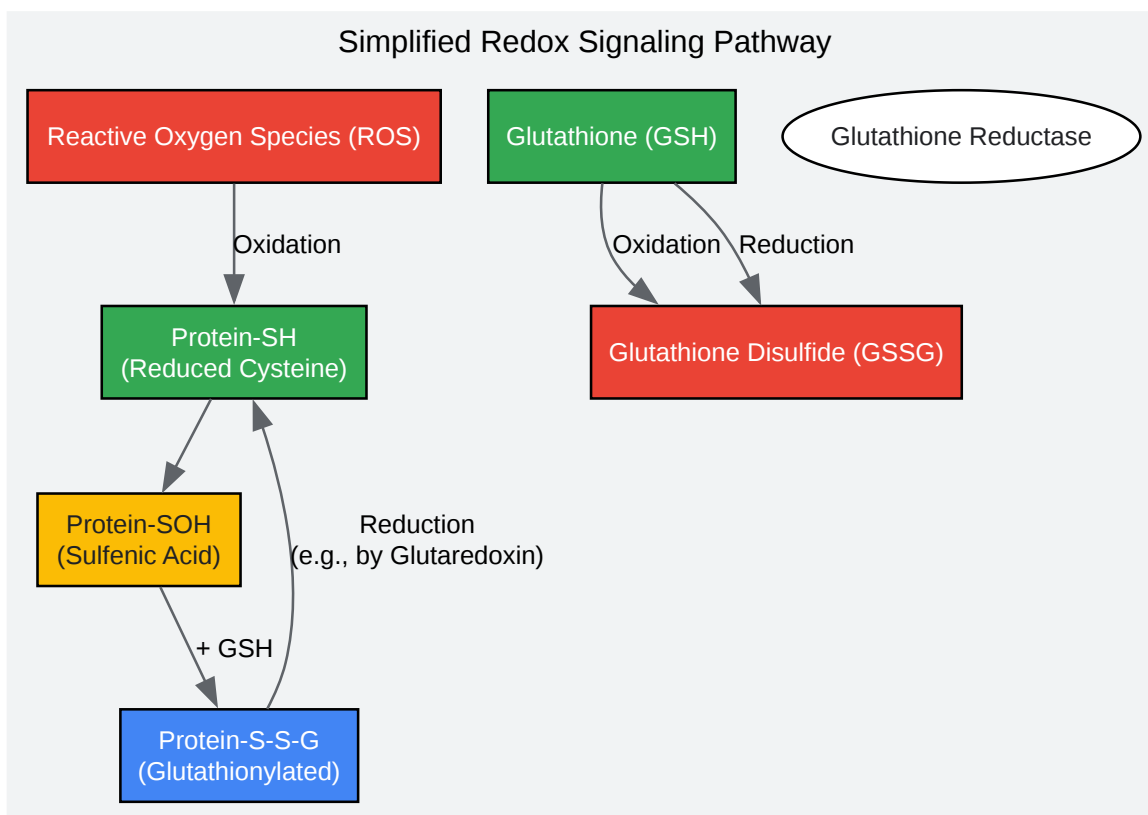 Simplified Redox Signaling Pathway
Reactive Oxygen Species (ROS)
Glutathione (GSH)
Glutathione Reductase
Oxidation
Oxidation
Reduction
Protein-SH
(Reduced Cysteine)
Glutathione Disulfide (GSSG)
Protein-SOH
(Sulfenic Acid)
Reduction
(e.g., by Glutaredoxin)
+ GSH
Protein-S-S-G
(Glutathionylated)